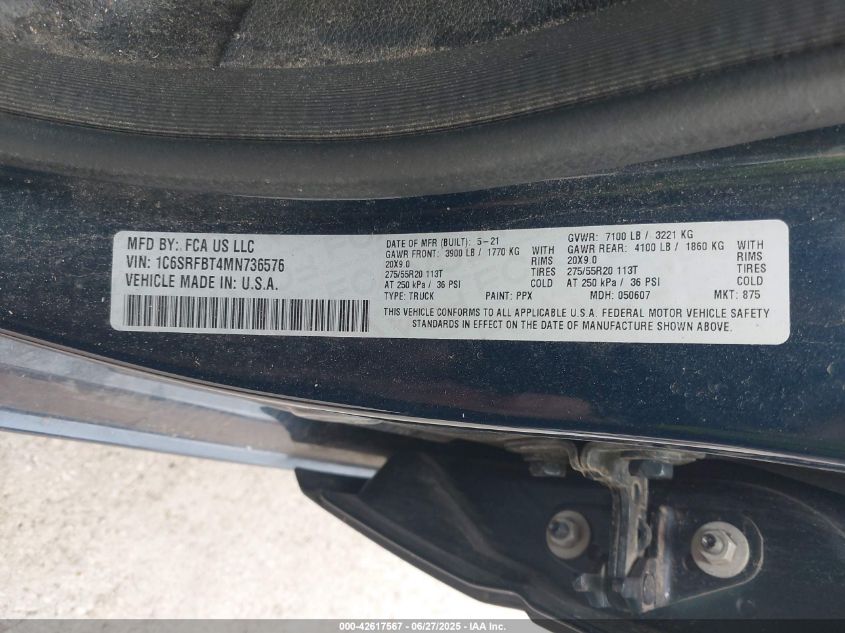 MFD BY: FCA US LLC
VIN: 1C6SRFBT4MN736576
VEHICLE MADE IN: U.S.A.
DATE OF MFR (BUILT): 5-21
GAWR FRONT: 3900 LB / 1770 KG WITH
20X9.0 RIMS
275/55R20 113T TIRES
AT 250 kPa / 36 PSI COLD
TYPE: TRUCK PAINT: PPX
GVWR: 7100 LB / 3221 KG
GAWR REAR: 4100 LB / 1860 KG WITH
20X9.0 RIMS
275/55R20 113T TIRES
AT 250 kPa / 36 PSI COLD
MDH: 050607 MKT: 875
THIS VEHICLE CONFORMS TO ALL APPLICABLE U.S.A. FEDERAL MOTOR VEHICLE SAFETY
STANDARDS IN EFFECT ON THE DATE OF MANUFACTURE SHOWN ABOVE.
000-42617567 - 06/27/2025 - IAA Inc.